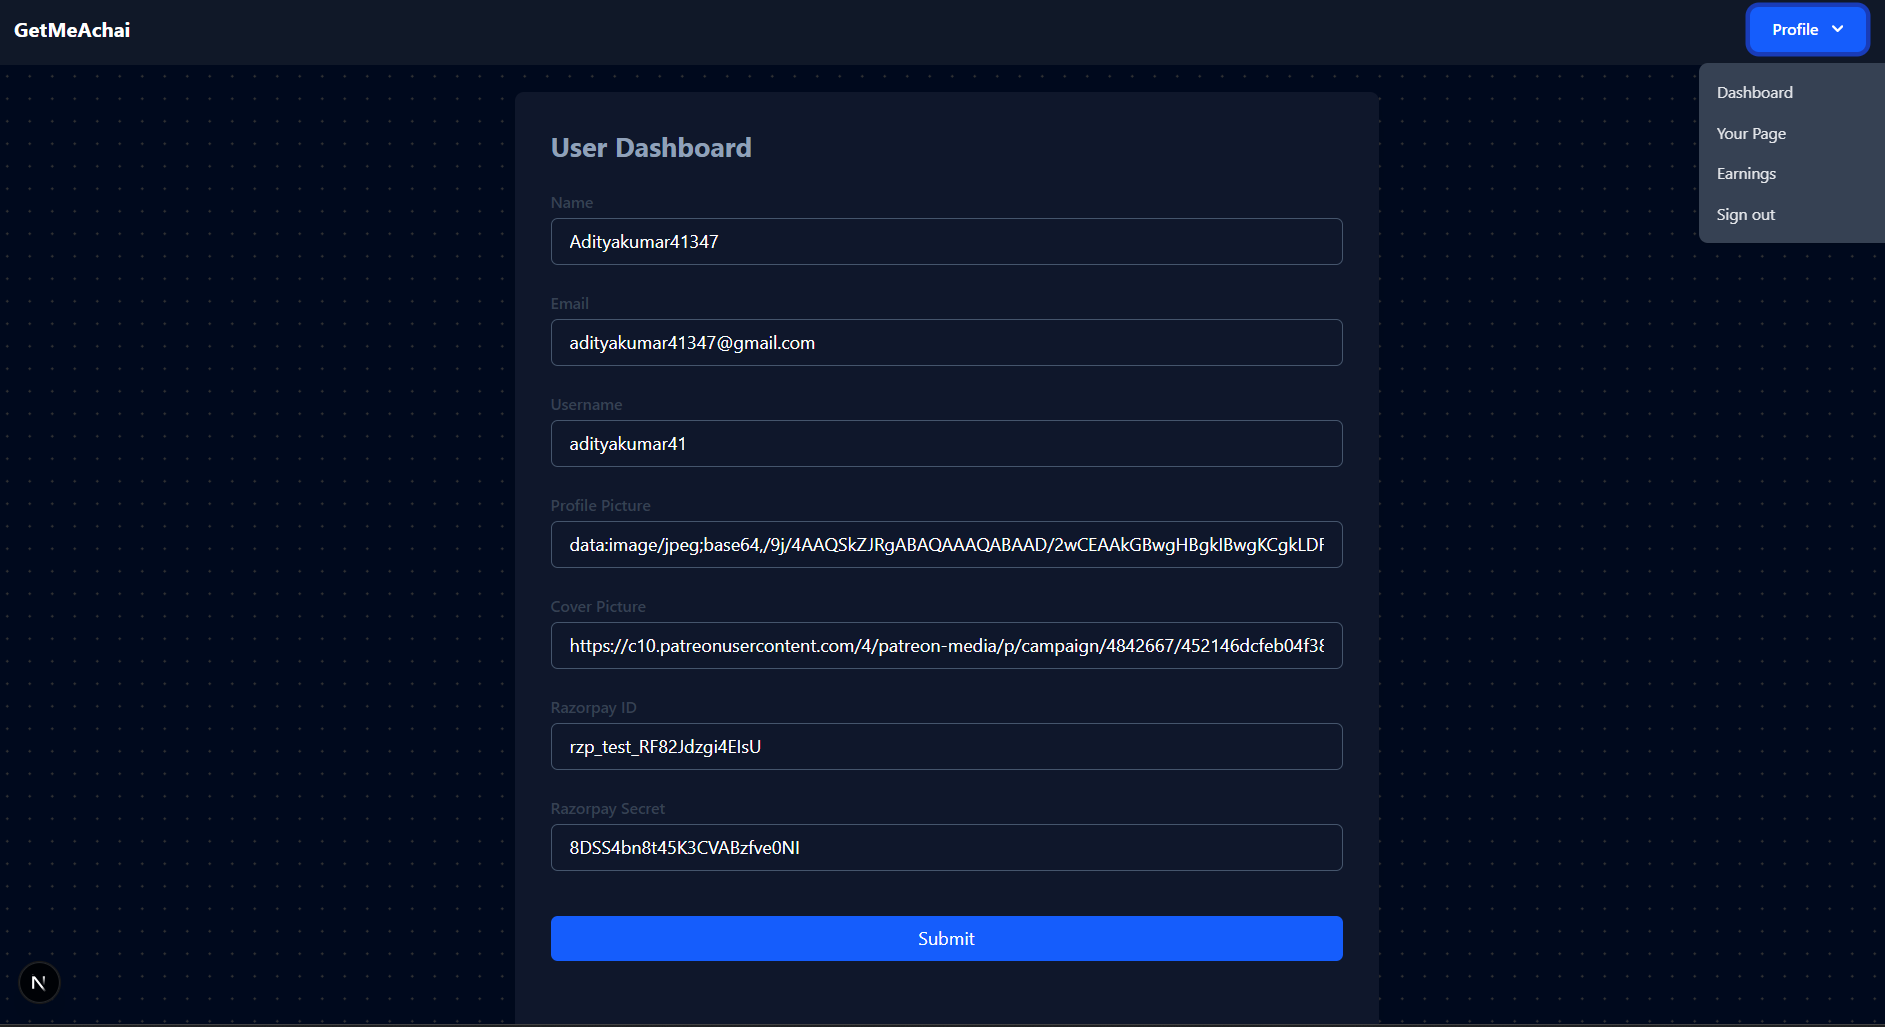 GetMeAchai
Profile
Dashboard
Your Page
Earnings
Sign out
User Dashboard
Name
Adityakumar41347
Email
adityakumar41347@gmail.com
Username
adityakumar41
Profile Picture
data:image/jpeg;base64,/9j/4AAQSkZJRgABAQAAAQABAAD/2wCEAAkGBwgHBgkIBwgKCgkLDF
Cover Picture
https://c10.patreonusercontent.com/4/patreon-media/p/campaign/4842667/452146dcfeb04f38
Razorpay ID
rzp_test_RF82Jdzgi4EIsU
Razorpay Secret
8DSS4bn8t45K3CVABzfve0NI
Submit
N